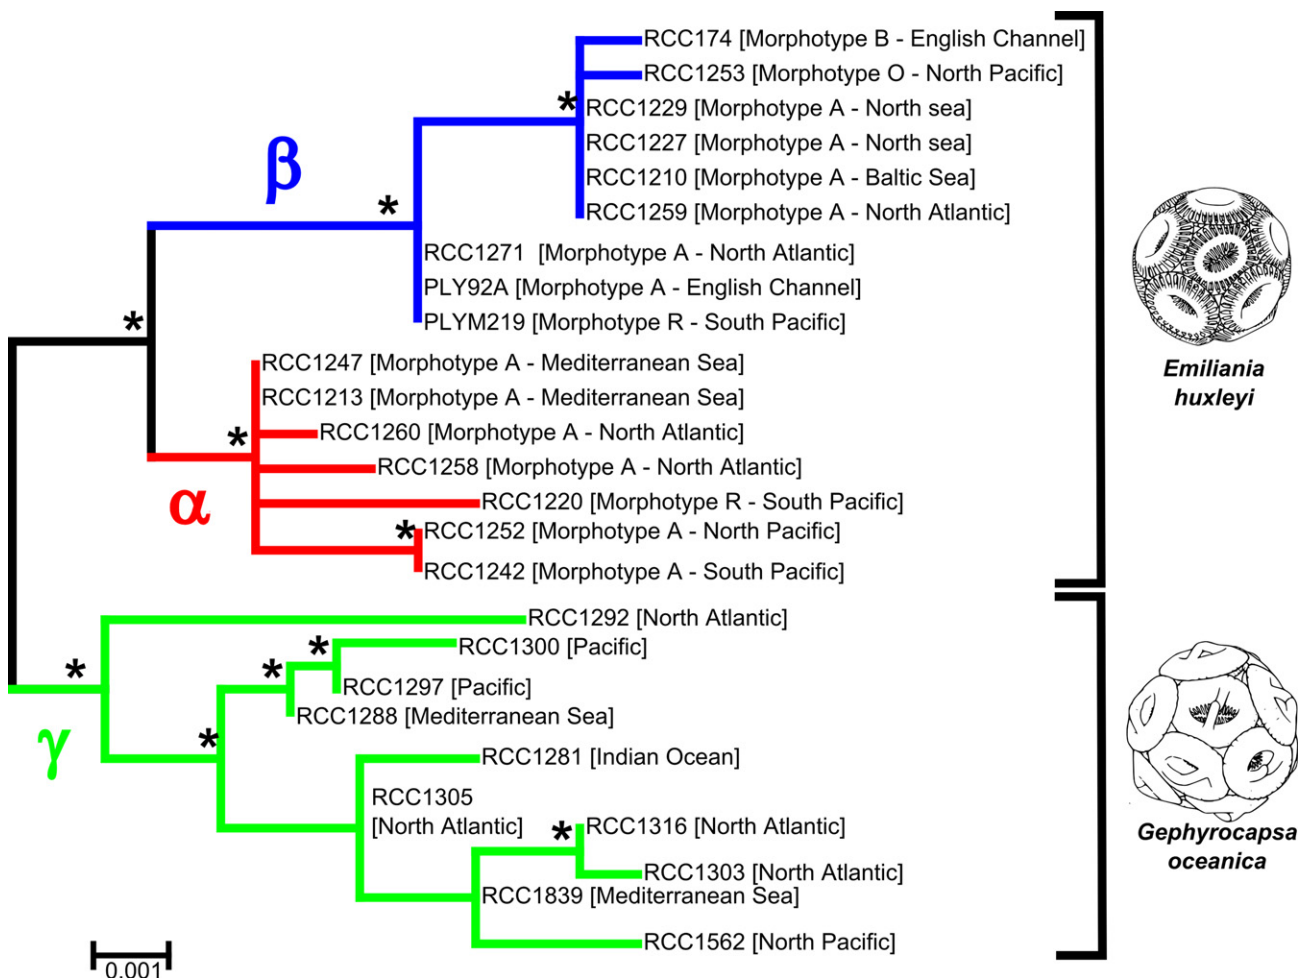 RCC174 [Morphotype B - English Channel]
RCC1253 [Morphotype O - North Pacific]
*
RCC1229 [Morphotype A - North sea]
RCC1227 [Morphotype A - North sea]
β
RCC1210 [Morphotype A - Baltic Sea]
*
RCC1259 [Morphotype A - North Atlantic]
RCC1271 [Morphotype A - North Atlantic]
PLY92A [Morphotype A - English Channel]
*
PLYM219 [Morphotype R - South Pacific]
RCC1247 [Morphotype A - Mediterranean Sea]
Emiliania
huxleyi
RCC1213 [Morphotype A - Mediterranean Sea]
*
RCC1260 [Morphotype A - North Atlantic]
RCC1258 [Morphotype A - North Atlantic]
α
RCC1220 [Morphotype R - South Pacific]
*
RCC1252 [Morphotype A - North Pacific]
RCC1242 [Morphotype A - South Pacific]
RCC1292 [North Atlantic]
*
RCC1300 [Pacific]
*
*
RCC1297 [Pacific]
RCC1288 [Mediterranean Sea]
γ
*
RCC1281 [Indian Ocean]
RCC1305
[North Atlantic]
*
RCC1316 [North Atlantic]
Gephyrocapsa
oceanica
RCC1303 [North Atlantic]
RCC1839 [Mediterranean Sea]
RCC1562 [North Pacific]
0.001